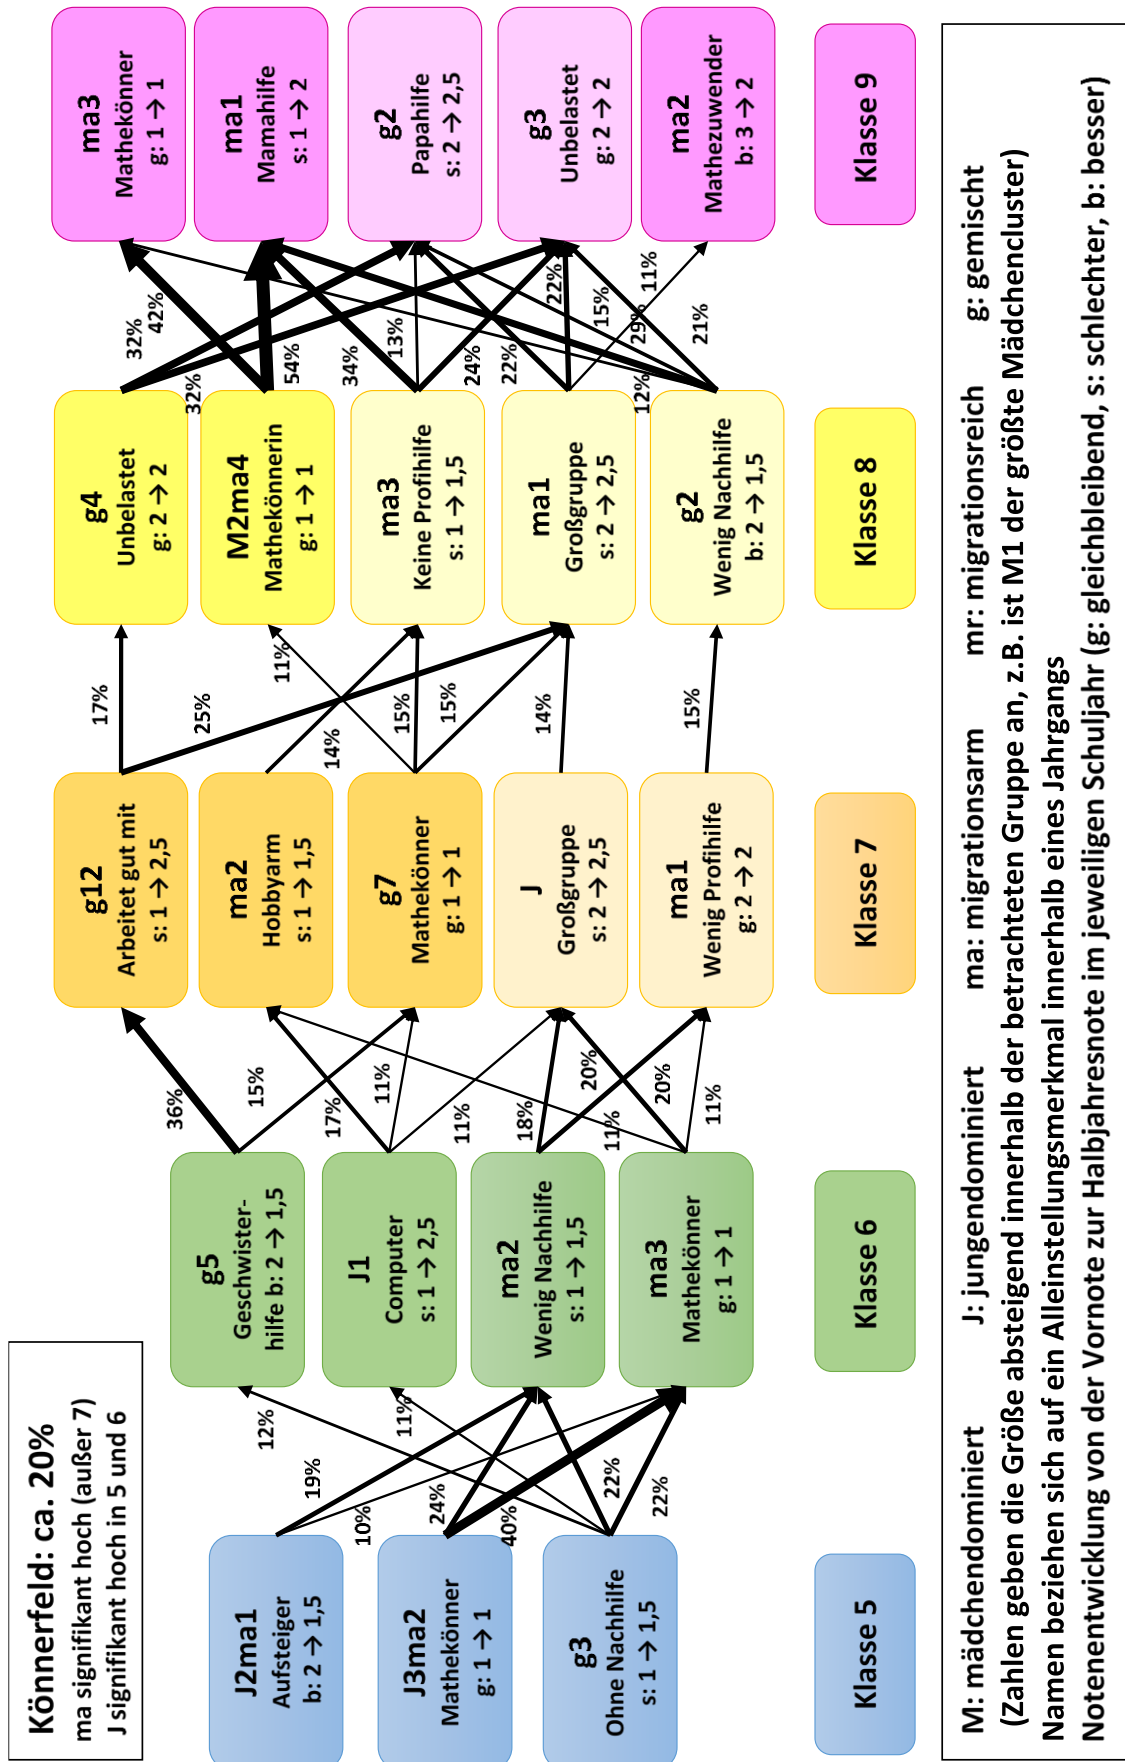 Könnerfeld: ca. 20%
ma signifikant hoch (außer 7)
J signifikant hoch in 5 und 6
J2ma1
Aufsteiger
b: 2 → 1,5
J3ma2
Mathekönner
g: 1 → 1
g3
Ohne Nachhilfe
s: 1 → 1,5
Klasse 5
12%
19%
10%
11%
24%
40%
22%
22%
g5
Geschwister-
hilfe b: 2 → 1,5
J1
Computer
s: 1 → 2,5
ma2
Wenig Nachhilfe
s: 1 → 1,5
ma3
Mathekönner
g: 1 → 1
Klasse 6
36%
15%
17%
11%
11%
18%
20%
11%
20%
11%
g12
Arbeitet gut mit
s: 1 → 2,5
ma2
Hobbyarm
s: 1 → 1,5
g7
Mathekönner
g: 1 → 1
J
Großgruppe
s: 2 → 2,5
ma1
Wenig Profihilfe
g: 2 → 2
Klasse 7
17%
25%
11%
14%
15%
15%
14%
15%
g4
Unbelastet
g: 2 → 2
M2ma4
Mathekönnerin
g: 1 → 1
ma3
Keine Profihilfe
s: 1 → 1,5
ma1
Großgruppe
s: 2 → 2,5
g2
Wenig Nachhilfe
b: 2 → 1,5
Klasse 8
32%
42%
32%
54%
34%
13%
24%
22%
22%
15%
29%
11%
12%
21%
ma3
Mathekönner
g: 1 → 1
ma1
Mamahilfe
s: 1 → 2
g2
Papahilfe
s: 2 → 2,5
g3
Unbelastet
g: 2 → 2
ma2
Mathezuwender
b: 3 → 2
Klasse 9
M: mädchendominiert J: jungendominiert ma: migrationsarm mr: migrationsreich g: gemischt
(Zahlen geben die Größe absteigend innerhalb der betrachteten Gruppe an, z.B. ist M1 der größte Mädchencluster)
Namen beziehen sich auf ein Alleinstellungsmerkmal innerhalb eines Jahrgangs
Notenentwicklung von der Vornote zur Halbjahresnote im jeweiligen Schuljahr (g: gleichbleibend, s: schlechter, b: besser)